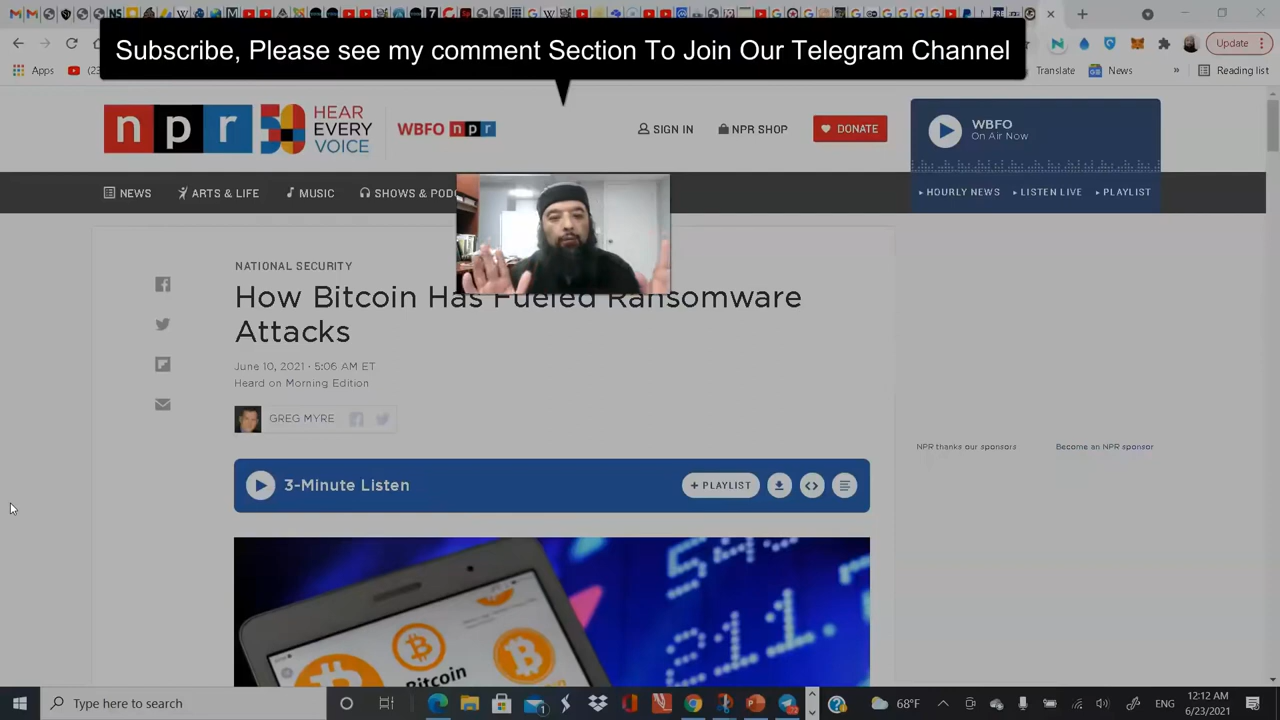 Subscribe, Please see my comment Section To Join Our Telegram Channel
Update
Apps
Translate
News
»
Reading list
npr
50
HEAR
EVERY
VOICE
WBFO npr
SIGN IN
NPR SHOP
DONATE
WBFO
On Air Now
HOURLY NEWS
LISTEN LIVE
PLAYLIST
NEWS
ARTS & LIFE
MUSIC
NATIONAL SECURITY
How Bitcoin Has Fueled Ransomware
Attacks
June 10, 2021 · 5:06 AM ET
Heard on Morning Edition
GREG MYRE
NPR thanks our sponsors
Become an NPR sponsor
3-Minute Listen
+ PLAYLIST
Bitcoin
Type here to search
68°F
12:12 AM
6/23/2021